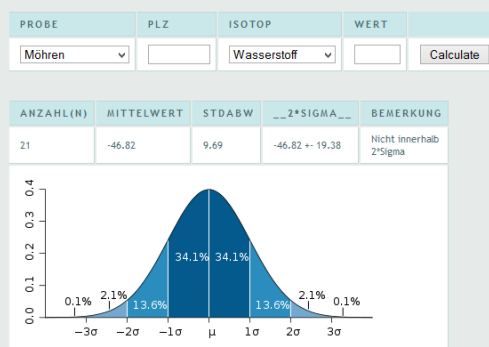 PROBE PLZ ISOTOP WERT
Möhren Wasserstoff Calculate
ANZAHL(N) MITTELWERT STDABW __2*SIGMA__ BEMERKUNG
21 -46.82 9.69 -46.82 +- 19.38 Nicht innerhalb
2*Sigma
0.4
0.3
0.2
0.1
0.0
34.1% 34.1%
0.1% 2.1% 13.6% 13.6% 2.1% 0.1%
−3σ −2σ −1σ μ 1σ 2σ 3σ